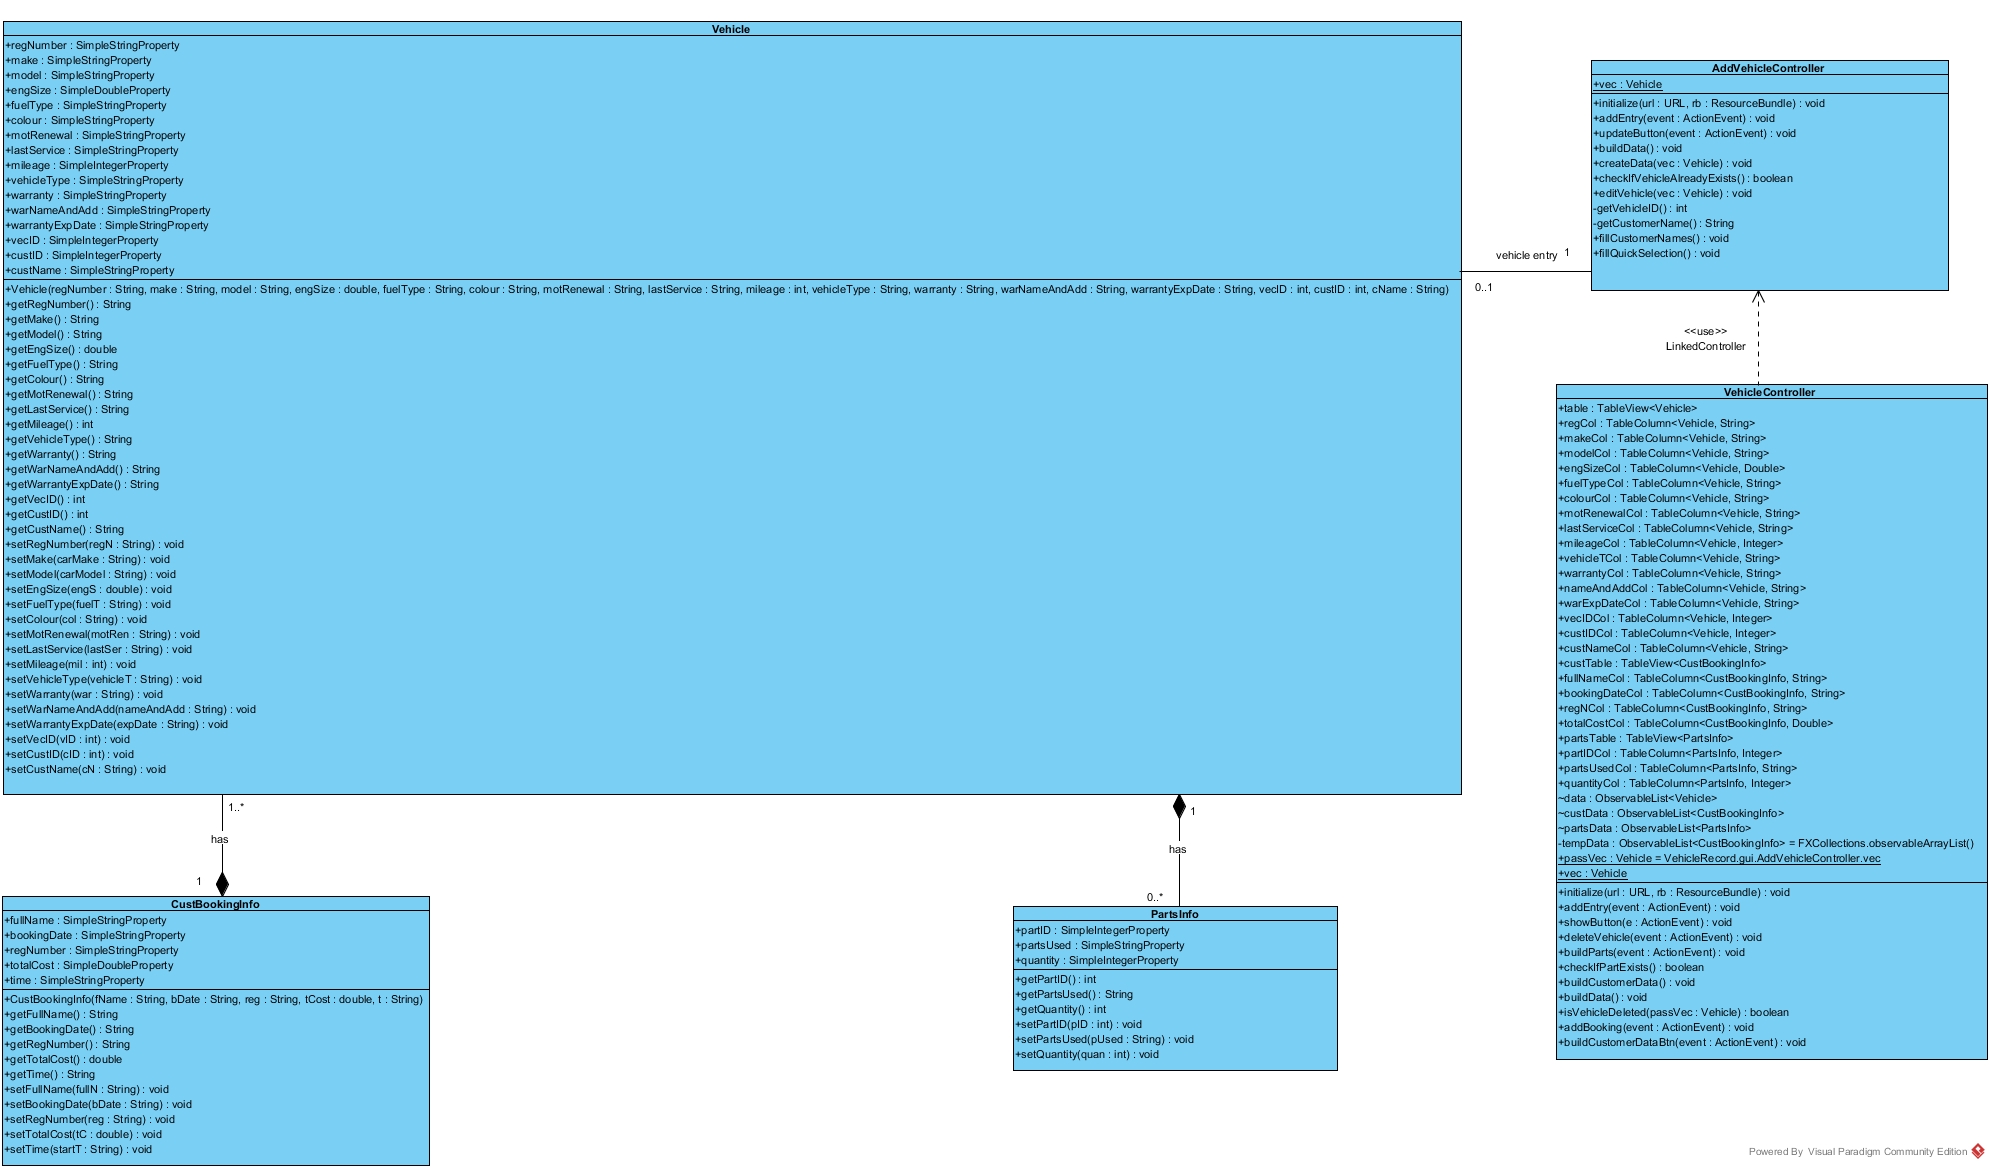 Vehicle
+regNumber : SimpleStringProperty
+make : SimpleStringProperty
+model : SimpleStringProperty
+engSize : SimpleDoubleProperty
+fuelType : SimpleStringProperty
+colour : SimpleStringProperty
+motRenewal : SimpleStringProperty
+lastService : SimpleStringProperty
+mileage : SimpleIntegerProperty
+vehicleType : SimpleStringProperty
+warranty : SimpleStringProperty
+warNameAndAdd : SimpleStringProperty
+warrantyExpDate : SimpleStringProperty
+vecID : SimpleIntegerProperty
+custID : SimpleIntegerProperty
+custName : SimpleStringProperty
+Vehicle(regNumber : String, make : String, model : String, engSize : double, fuelType : String, colour : String, motRenewal : String, lastService : String, mileage : int, vehicleType : String, warranty : String, warNameAndAdd : String, warrantyExpDate : String, vecID : int, custID : int, cName : String)
+getRegNumber() : String
+getMake() : String
+getModel() : String
+getEngSize() : double
+getFuelType() : String
+getColour() : String
+getMotRenewal() : String
+getLastService() : String
+getMileage() : int
+getVehicleType() : String
+getWarranty() : String
+getWarNameAndAdd() : String
+getWarrantyExpDate() : String
+getVecID() : int
+getCustID() : int
+getCustName() : String
+setRegNumber(regN : String) : void
+setMake(carMake : String) : void
+setModel(carModel : String) : void
+setEngSize(engS : double) : void
+setFuelType(fuelT : String) : void
+setColour(col : String) : void
+setMotRenewal(motRen : String) : void
+setLastService(lastSer : String) : void
+setMileage(mil : int) : void
+setVehicleType(vehicleT : String) : void
+setWarranty(war : String) : void
+setWarNameAndAdd(nameAndAdd : String) : void
+setWarrantyExpDate(expDate : String) : void
+setVecID(vID : int) : void
+setCustID(cID : int) : void
+setCustName(cN : String) : void
vehicle entry 1
0..1
AddVehicleController
+vec : Vehicle
+initialize(url : URL, rb : ResourceBundle) : void
+addEntry(event : ActionEvent) : void
+updateButton(event : ActionEvent) : void
+buildData() : void
+createData(vec : Vehicle) : void
+checkIfVehicleAlreadyExists() : boolean
+editVehicle(vec : Vehicle) : void
-getVehicleID() : int
-getCustomerName() : String
+fillCustomerNames() : void
+fillQuickSelection() : void
<<use>>
LinkedController
VehicleController
+table : TableView<Vehicle>
+regCol : TableColumn<Vehicle, String>
+makeCol : TableColumn<Vehicle, String>
+modelCol : TableColumn<Vehicle, String>
+engSizeCol : TableColumn<Vehicle, Double>
+fuelTypeCol : TableColumn<Vehicle, String>
+colourCol : TableColumn<Vehicle, String>
+motRenewalCol : TableColumn<Vehicle, String>
+lastServiceCol : TableColumn<Vehicle, String>
+mileageCol : TableColumn<Vehicle, Integer>
+vehicleTCol : TableColumn<Vehicle, String>
+warrantyCol : TableColumn<Vehicle, String>
+nameAndAddCol : TableColumn<Vehicle, String>
+warExpDateCol : TableColumn<Vehicle, String>
+vecIDCol : TableColumn<Vehicle, Integer>
+custIDCol : TableColumn<Vehicle, Integer>
+custNameCol : TableColumn<Vehicle, String>
+custTable : TableView<CustBookingInfo>
+fullNameCol : TableColumn<CustBookingInfo, String>
+bookingDateCol : TableColumn<CustBookingInfo, String>
+regNCol : TableColumn<CustBookingInfo, String>
+totalCostCol : TableColumn<CustBookingInfo, Double>
+partsTable : TableView<PartsInfo>
+partIDCol : TableColumn<PartsInfo, Integer>
+partsUsedCol : TableColumn<PartsInfo, String>
+quantityCol : TableColumn<PartsInfo, Integer>
~data : ObservableList<Vehicle>
~custData : ObservableList<CustBookingInfo>
~partsData : ObservableList<PartsInfo>
-tempData : ObservableList<CustBookingInfo> = FXCollections.observableArrayList()
+passVec : Vehicle = VehicleRecord.gui.AddVehicleController.vec
+vec : Vehicle
+initialize(url : URL, rb : ResourceBundle) : void
+addEntry(event : ActionEvent) : void
+showButton(e : ActionEvent) : void
+deleteVehicle(event : ActionEvent) : void
+buildParts(event : ActionEvent) : void
+checkIfPartExists() : boolean
+buildCustomerData() : void
+buildData() : void
+isVehicleDeleted(passVec : Vehicle) : boolean
+addBooking(event : ActionEvent) : void
+buildCustomerDataBtn(event : ActionEvent) : void
1..*
has
1
CustBookingInfo
+fullName : SimpleStringProperty
+bookingDate : SimpleStringProperty
+regNumber : SimpleStringProperty
+totalCost : SimpleDoubleProperty
+time : SimpleStringProperty
+CustBookingInfo(fName : String, bDate : String, reg : String, tCost : double, t : String)
+getFullName() : String
+getBookingDate() : String
+getRegNumber() : String
+getTotalCost() : double
+getTime() : String
+setFullName(fullN : String) : void
+setBookingDate(bDate : String) : void
+setRegNumber(reg : String) : void
+setTotalCost(tC : double) : void
+setTime(startT : String) : void
1
has
0..*
PartsInfo
+partID : SimpleIntegerProperty
+partsUsed : SimpleStringProperty
+quantity : SimpleIntegerProperty
+getPartID() : int
+getPartsUsed() : String
+getQuantity() : int
+setPartID(pID : int) : void
+setPartsUsed(pUsed : String) : void
+setQuantity(quan : int) : void
Powered By Visual Paradigm Community Edition